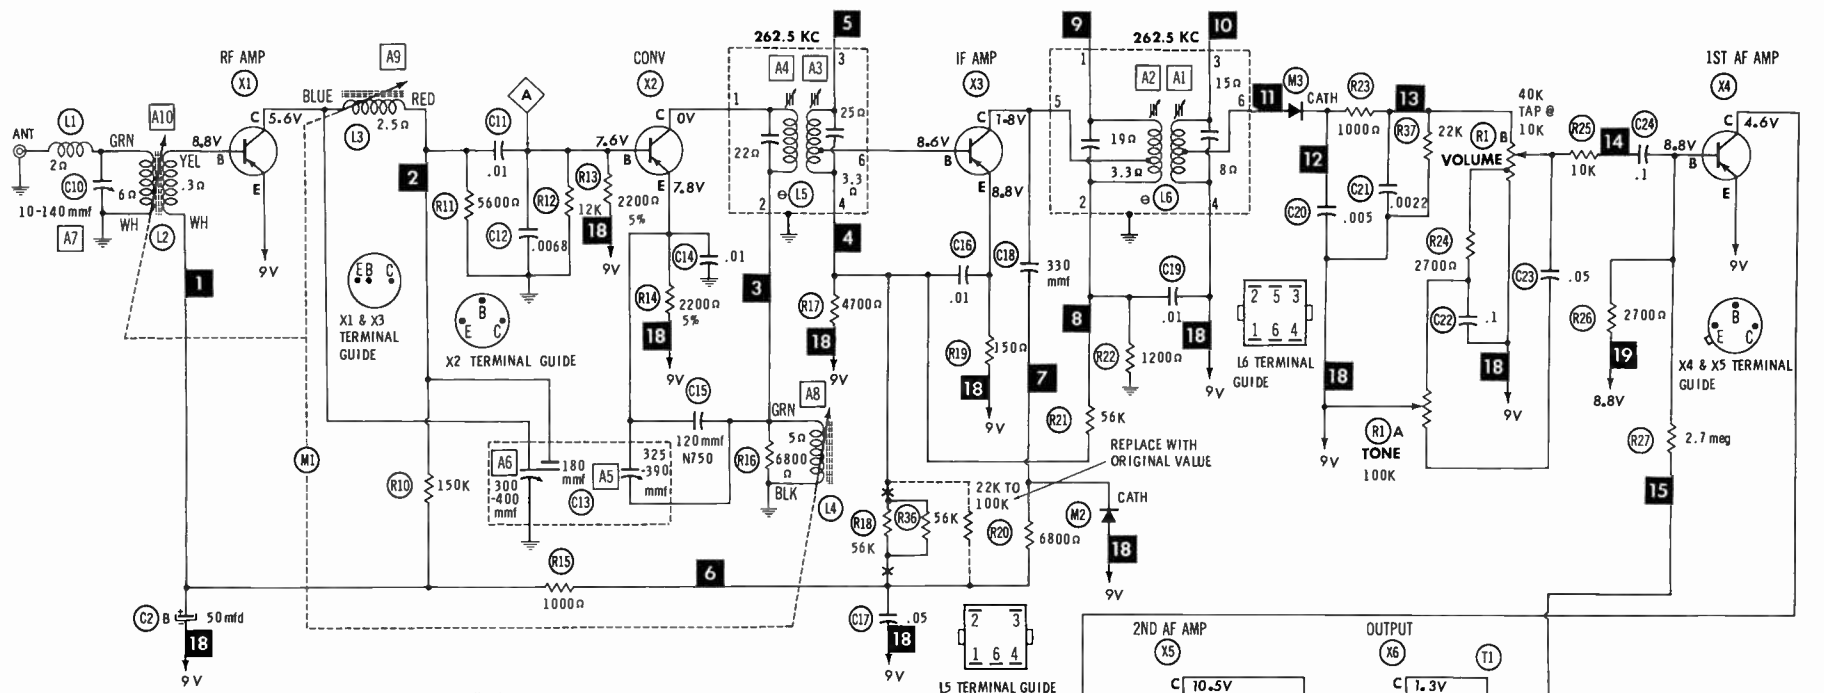 5
9
10
262.5 KC
262.5 KC
RF AMP
X1
A9
CONV
X2
A4
A3
3
IF AMP
X3
1
A2
A1
3
15Ω
1ST AF AMP
X4
BLUE
RED
L3
2.5Ω
C
5.6V
A
C
0V
1
25Ω
C
1.8V
5
6
11
M3
CATH
R23
1000Ω
13
40K
TAP @
10K
C
4.6V
ANT
L1
2Ω
GRN
A10
8.8V
B
YEL
.3Ω
E
C11
.01
7.6V
B
E
7.8V
22Ω
6
3.3
Ω
8.6V
B
E
8.8V
19Ω
3.3Ω
8Ω
R37
22K
R1
B
VOLUME
R25
10K
14
C24
.1
8.8V
B
E
C10
10-140 mmf
A7
6Ω
WH
L2
WH
9V
2
R11
5600Ω
R12
R13
12K
2200Ω
5%
C12
.0068
18
9V
2
⊖
L5
4
2
⊖
L6
4
12
C20
.005
C21
.0022
1
E B C
X1 & X3
TERMINAL
GUIDE
B
E C
X2 TERMINAL GUIDE
C14
.01
R14
2200Ω
5%
18
9V
3
4
R17
4700Ω
18
9V
C16
.01
C18
330
mmf
R19
150Ω
18
9V
7
8
C19
.01
R22
1200Ω
18
9V
2 5 3
1 6 4
L6 TERMINAL
GUIDE
R24
2700Ω
C22
.1
C23
.05
18
9V
9V
R26
2700Ω
19
8.8V
B
E C
X4 & X5 TERMINAL
GUIDE
C15
120 mmf
N750
GRN
A8
5Ω
R16
6800
Ω
BLK
L4
R21
56K
REPLACE WITH
ORIGINAL VALUE
18
9V
R1 A
TONE
100K
R27
2.7 meg
15
M1
R10
150K
A6
300
-400
mmf
180
mmf
C13
A5
325
-390
mmf
R18
56K
R36
56K
22K TO
100K
R20
6800Ω
M2
CATH
18
9V
R15
1000Ω
6
C2
B
+
50 mfd
18
9V
C17
.05
18
9V
2 3
1 6 4
L5 TERMINAL GUIDE
2ND AF AMP
X5
C
10.5V
OUTPUT
X6
C
1.3V
T1